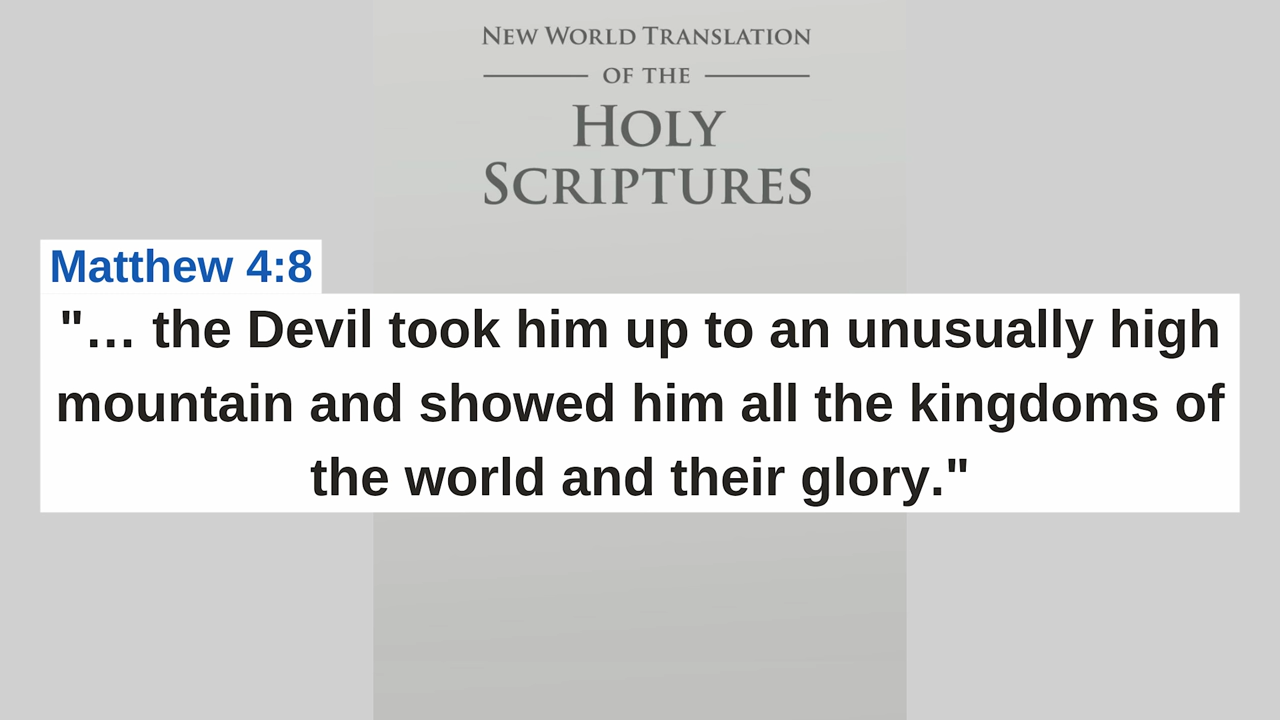 New World Translation
of the
Holy
Scriptures
Matthew 4:8
"… the Devil took him up to an unusually high
mountain and showed him all the kingdoms of
the world and their glory."